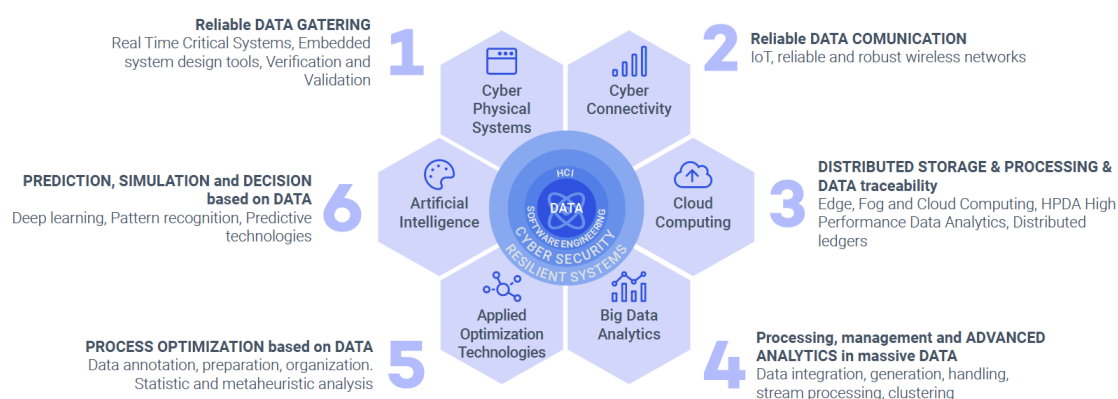 Reliable DATA GATERING
Real Time Critical Systems, Embedded
system design tools, Verification and
Validation
1
Cyber
Physical
Systems
Cyber
Connectivity
2
Reliable DATA COMUNICATION
IoT, reliable and robust wireless networks
PREDICTION, SIMULATION and DECISION
based on DATA
Deep learning, Pattern recognition, Predictive
technologies
6
Artificial
Intelligence
HCI
DATA
SOFTWARE ENGINEERING
CYBER SECURITY
RESILIENT SYSTEMS
Cloud
Computing
3
DISTRIBUTED STORAGE & PROCESSING &
DATA traceability
Edge, Fog and Cloud Computing, HPDA High
Performance Data Analytics, Distributed
ledgers
PROCESS OPTIMIZATION based on DATA
Data annotation, preparation, organization.
Statistic and metaheuristic analysis
5
Applied
Optimization
Technologies
Big Data
Analytics
4
Processing, management and ADVANCED
ANALYTICS in massive DATA
Data integration, generation, handling,
stream processing, clustering